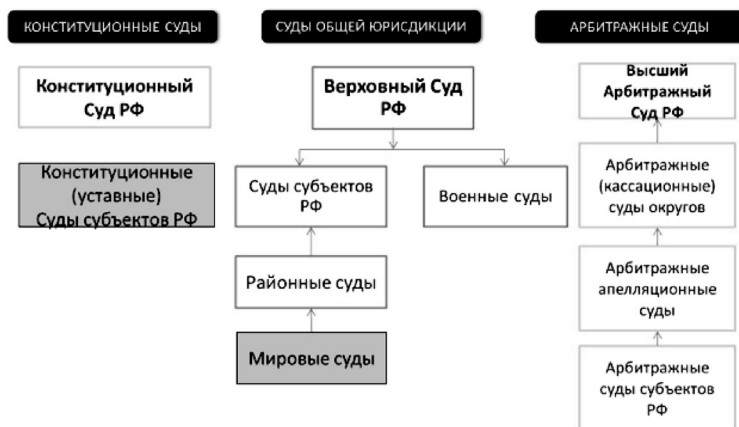 КОНСТИТУЦИОННЫЕ СУДЫ
СУДЫ ОБЩЕЙ ЮРИСДИКЦИИ
АРБИТРАЖНЫЕ СУДЫ
Конституционный
Суд РФ
Верховный Суд
РФ
Высший
Арбитражный
Суд РФ
Конституционные
(уставные)
Суды субъектов РФ
Суды субъектов
РФ
Военные суды
Арбитражные
(кассационные)
суды округов
Районные суды
Арбитражные
апелляционные
суды
Мировые суды
Арбитражные
суды субъектов
РФ